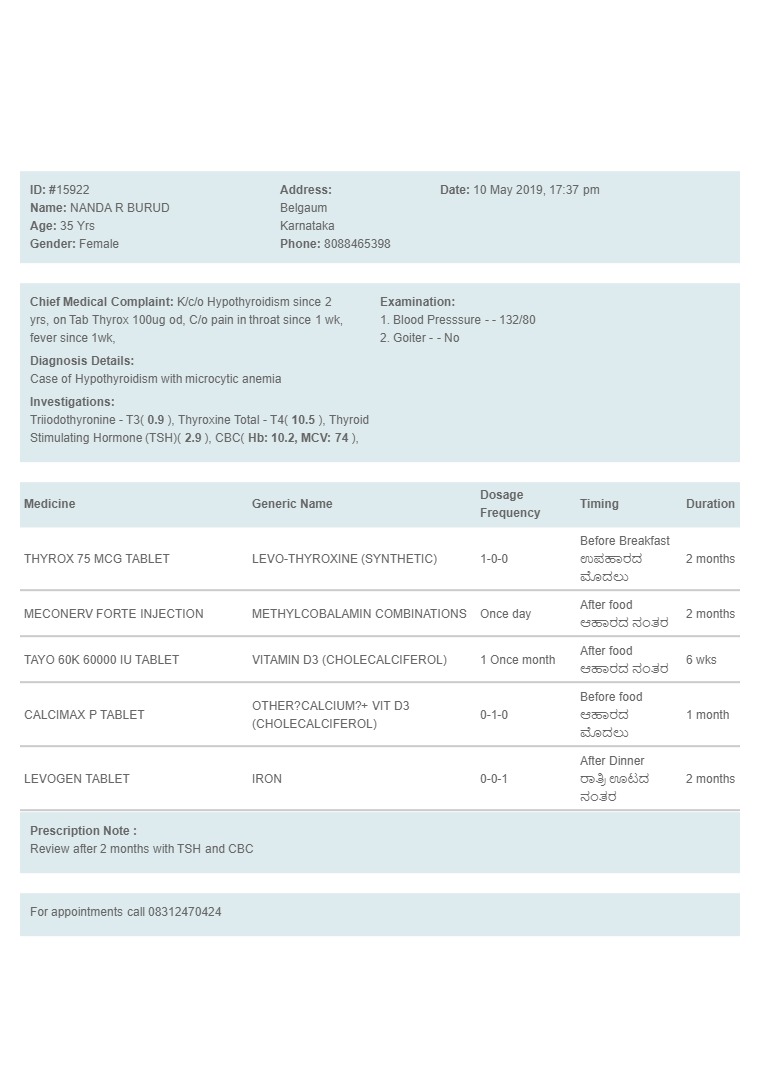 ID: #15922
Name: NANDA R BURUD
Age: 35 Yrs
Gender: Female
Address:
Belgaum
Karnataka
Phone: 8088465398
Date: 10 May 2019, 17:37 pm
Chief Medical Complaint: K/c/o Hypothyroidism since 2
yrs, on Tab Thyrox 100ug od, C/o pain in throat since 1 wk,
fever since 1wk,
Diagnosis Details:
Case of Hypothyroidism with microcytic anemia
Investigations:
Triiodothyronine - T3( 0.9 ), Thyroxine Total - T4( 10.5 ), Thyroid
Stimulating Hormone (TSH)( 2.9 ), CBC( Hb: 10.2, MCV: 74 ),
Examination:
1. Blood Presssure - - 132/80
2. Goiter - - No
Medicine Generic Name Dosage Frequency Timing Duration
THYROX 75 MCG TABLET LEVO-THYROXINE (SYNTHETIC) 1-0-0 Before Breakfast
ಉಪಹಾರದ
ಮೊದಲು
2 months
MECONERV FORTE INJECTION METHYLCOBALAMIN COMBINATIONS Once day After food
ಆಹಾರದ ನಂತರ
2 months
TAYO 60K 60000 IU TABLET VITAMIN D3 (CHOLECALCIFEROL) 1 Once month After food
ಆಹಾರದ ನಂತರ
6 wks
CALCIMAX P TABLET OTHER?CALCIUM?+ VIT D3
(CHOLECALCIFEROL)
0-1-0 Before food
ಆಹಾರದ
ಮೊದಲು
1 month
LEVOGEN TABLET IRON 0-0-1 After Dinner
ರಾತ್ರಿ ಊಟದ
ನಂತರ
2 months
Prescription Note :
Review after 2 months with TSH and CBC
For appointments call 08312470424